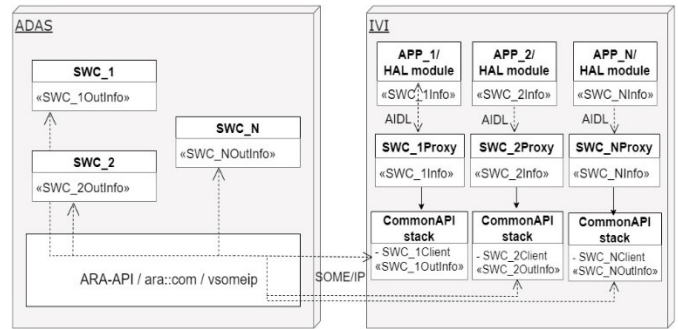 ADAS
SWC_1
«SWC_1OutInfo»
SWC_N
«SWC_NOutInfo»
SWC_2
«SWC_2OutInfo»
ARA-API / ara::com / vsomeip
SOME/IP
IVI
APP_1/
HAL module
«SWC_1Info»
APP_2/
HAL module
«SWC_2Info»
APP_N/
HAL module
«SWC_NInfo»
AIDL
AIDL
AIDL
SWC_1Proxy
«SWC_1Info»
SWC_2Proxy
«SWC_2Info»
SWC_NProxy
«SWC_NInfo»
CommonAPI
stack
- SWC_1Client
«SWC_1OutInfo»
CommonAPI
stack
- SWC_2Client
«SWC_2OutInfo»
CommonAPI
stack
- SWC_NClient
«SWC_NOutInfo»